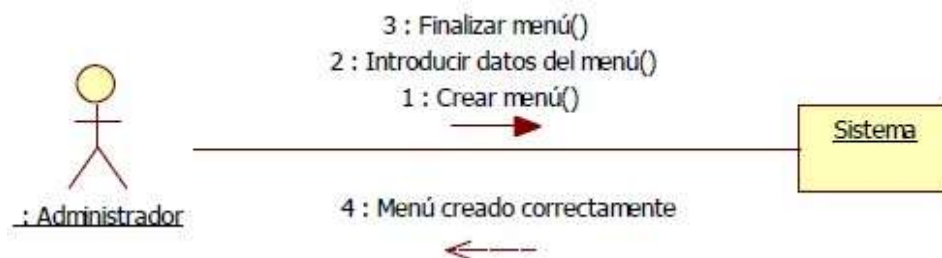 3 : Finalizar menú()
2 : Introducir datos del menú()
1 : Crear menú()
Sistema
: Administrador
4 : Menú creado correctamente